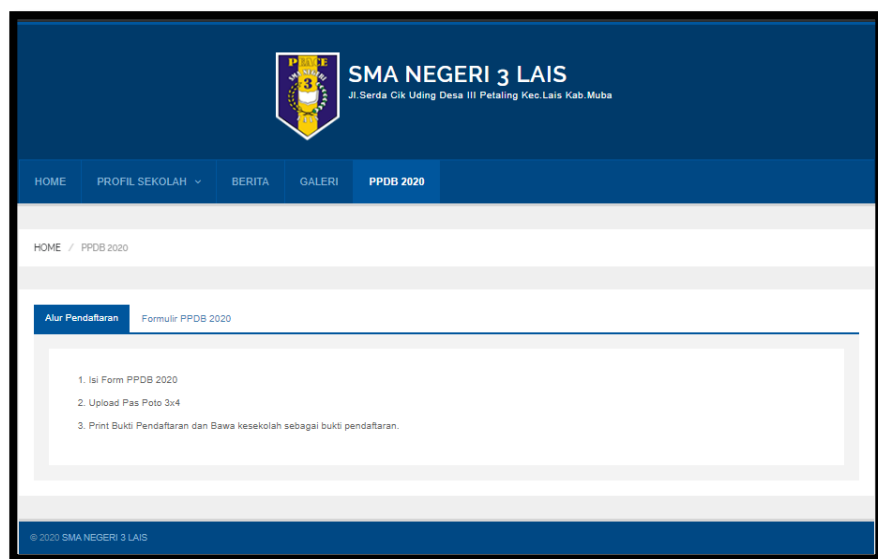 SMA NEGERI 3 LAIS
Jl.Serda Cik Uding Desa III Petaling Kec.Lais Kab.Muba
HOME PROFIL SEKOLAH BERITA GALERI PPDB 2020
HOME / PPDB 2020
Alur Pendaftaran Formulir PPDB 2020
1. Isi Form PPDB 2020
2. Upload Pas Poto 3x4
3. Print Bukti Pendaftaran dan Bawa kesekolah sebagai bukti pendaftaran.
© 2020 SMA NEGERI 3 LAIS